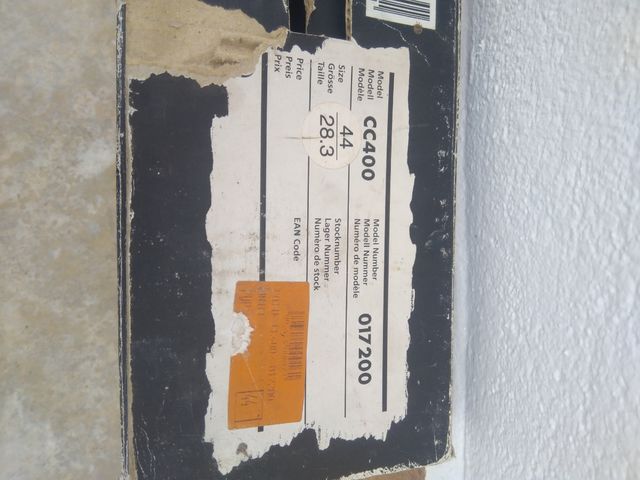 Model
Modell
Modèle
CC400
Model Number
Modell Nummer
Numéro de modèle
017200
Size
Grösse
Taille
44
28.3
Stocknumber
Lager Nummer
Numéro de stock
Price
Preis
Prix
EAN Code
44